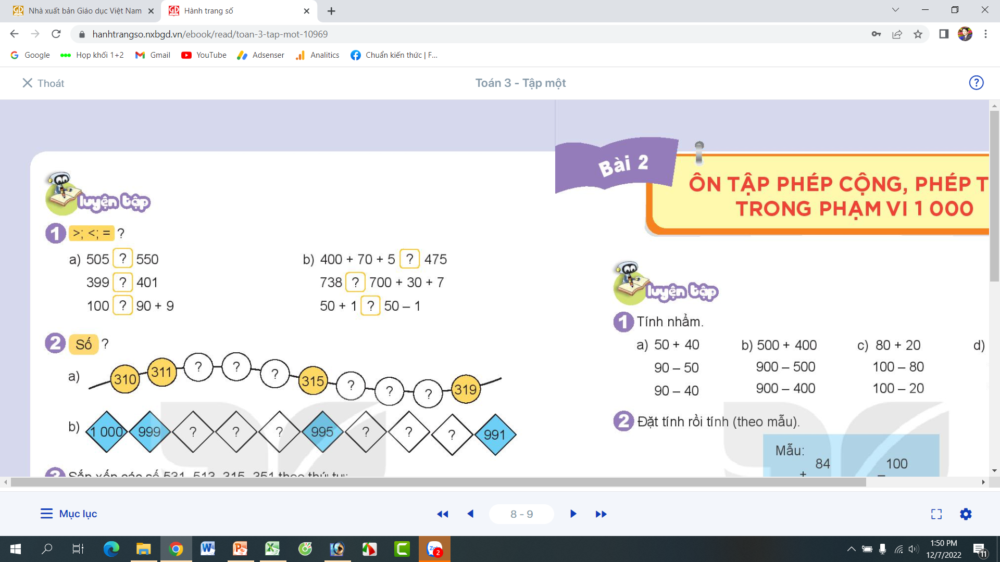 Nhà xuất bản Giáo dục Việt Nam
Hành trang số
hanhtrangso.nxbgd.vn/ebook/read/toan-3-tap-mot-10969
Google Họp khối 1+2 Gmail YouTube Adsenser Analitics Chuẩn kiến thức | F...
Thoát
Toán 3 - Tập một
?
luyện tập
1 >; <; = ?
a) 505 ? 550
399 ? 401
100 ? 90 + 9
b) 400 + 70 + 5 ? 475
738 ? 700 + 30 + 7
50 + 1 ? 50 – 1
2 Số ?
a) 310 311 ? ? ? 315 ? ? ? 319
b) 1 000 999 ? ? ? 995 ? ? ? 991
3 Sắp xếp các số 531, 513, 315, 351 theo thứ tự:
Bài 2
ÔN TẬP PHÉP CỘNG, PHÉP T
TRONG PHẠM VI 1 000
luyện tập
1 Tính nhẩm.
a) 50 + 40
90 – 50
90 – 40
b) 500 + 400
900 – 500
900 – 400
c) 80 + 20
100 – 80
100 – 20
d)
2 Đặt tính rồi tính (theo mẫu).
Mẫu:
84
+
100
–
Mục lục
8 - 9
1:50 PM
12/7/2022
11
2